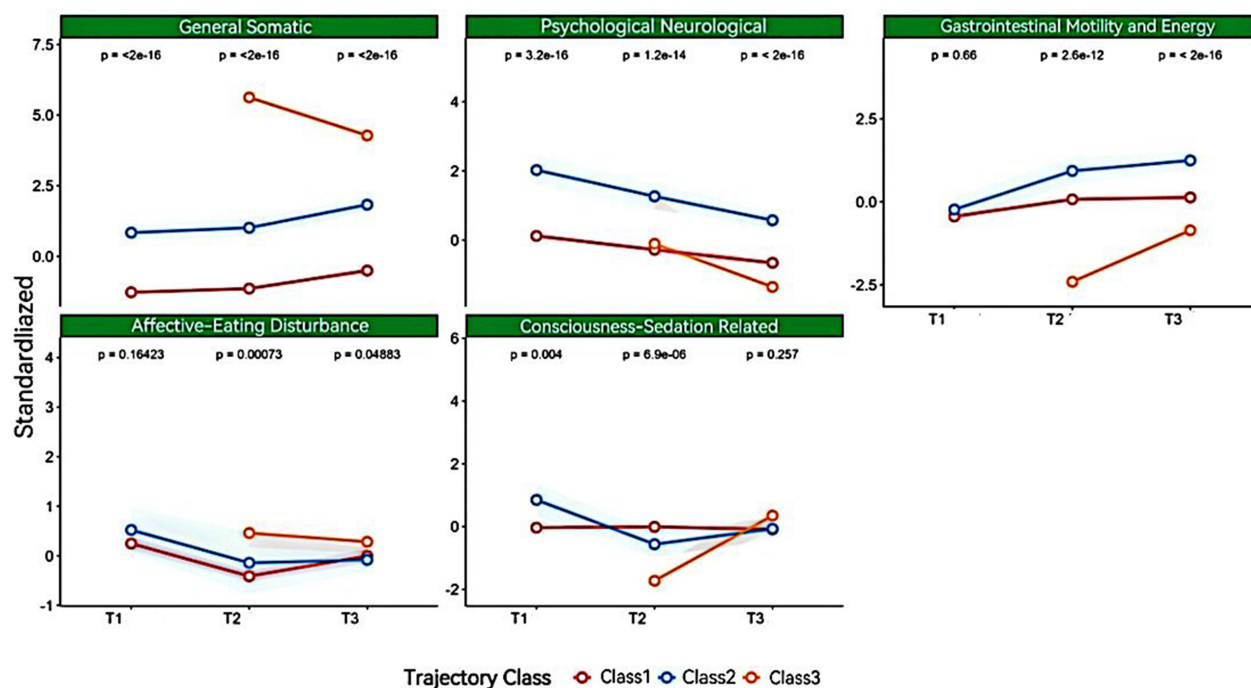 General Somatic
Psychological Neurological
Gastrointestinal Motility and Energy
7.5
p = <2e-16
p = <2e-16
p = <2e-16
5.0
2.5
0.0
p = 3.2e-16
p = 1.2e-14
p = < 2e-16
4
2
0
p = 0.66
p = 2.6e-12
p = < 2e-16
2.5
0.0
-2.5
T1
T2
T3
Standardliazed
Affective-Eating Disturbance
Consciousness-Sedation Related
p = 0.16423
p = 0.00073
p = 0.04883
4
3
2
1
0
-1
T1
T2
T3
6
p = 0.004
p = 6.9e-06
p = 0.257
4
2
0
-2
T1
T2
T3
Trajectory Class Class1 Class2 Class3